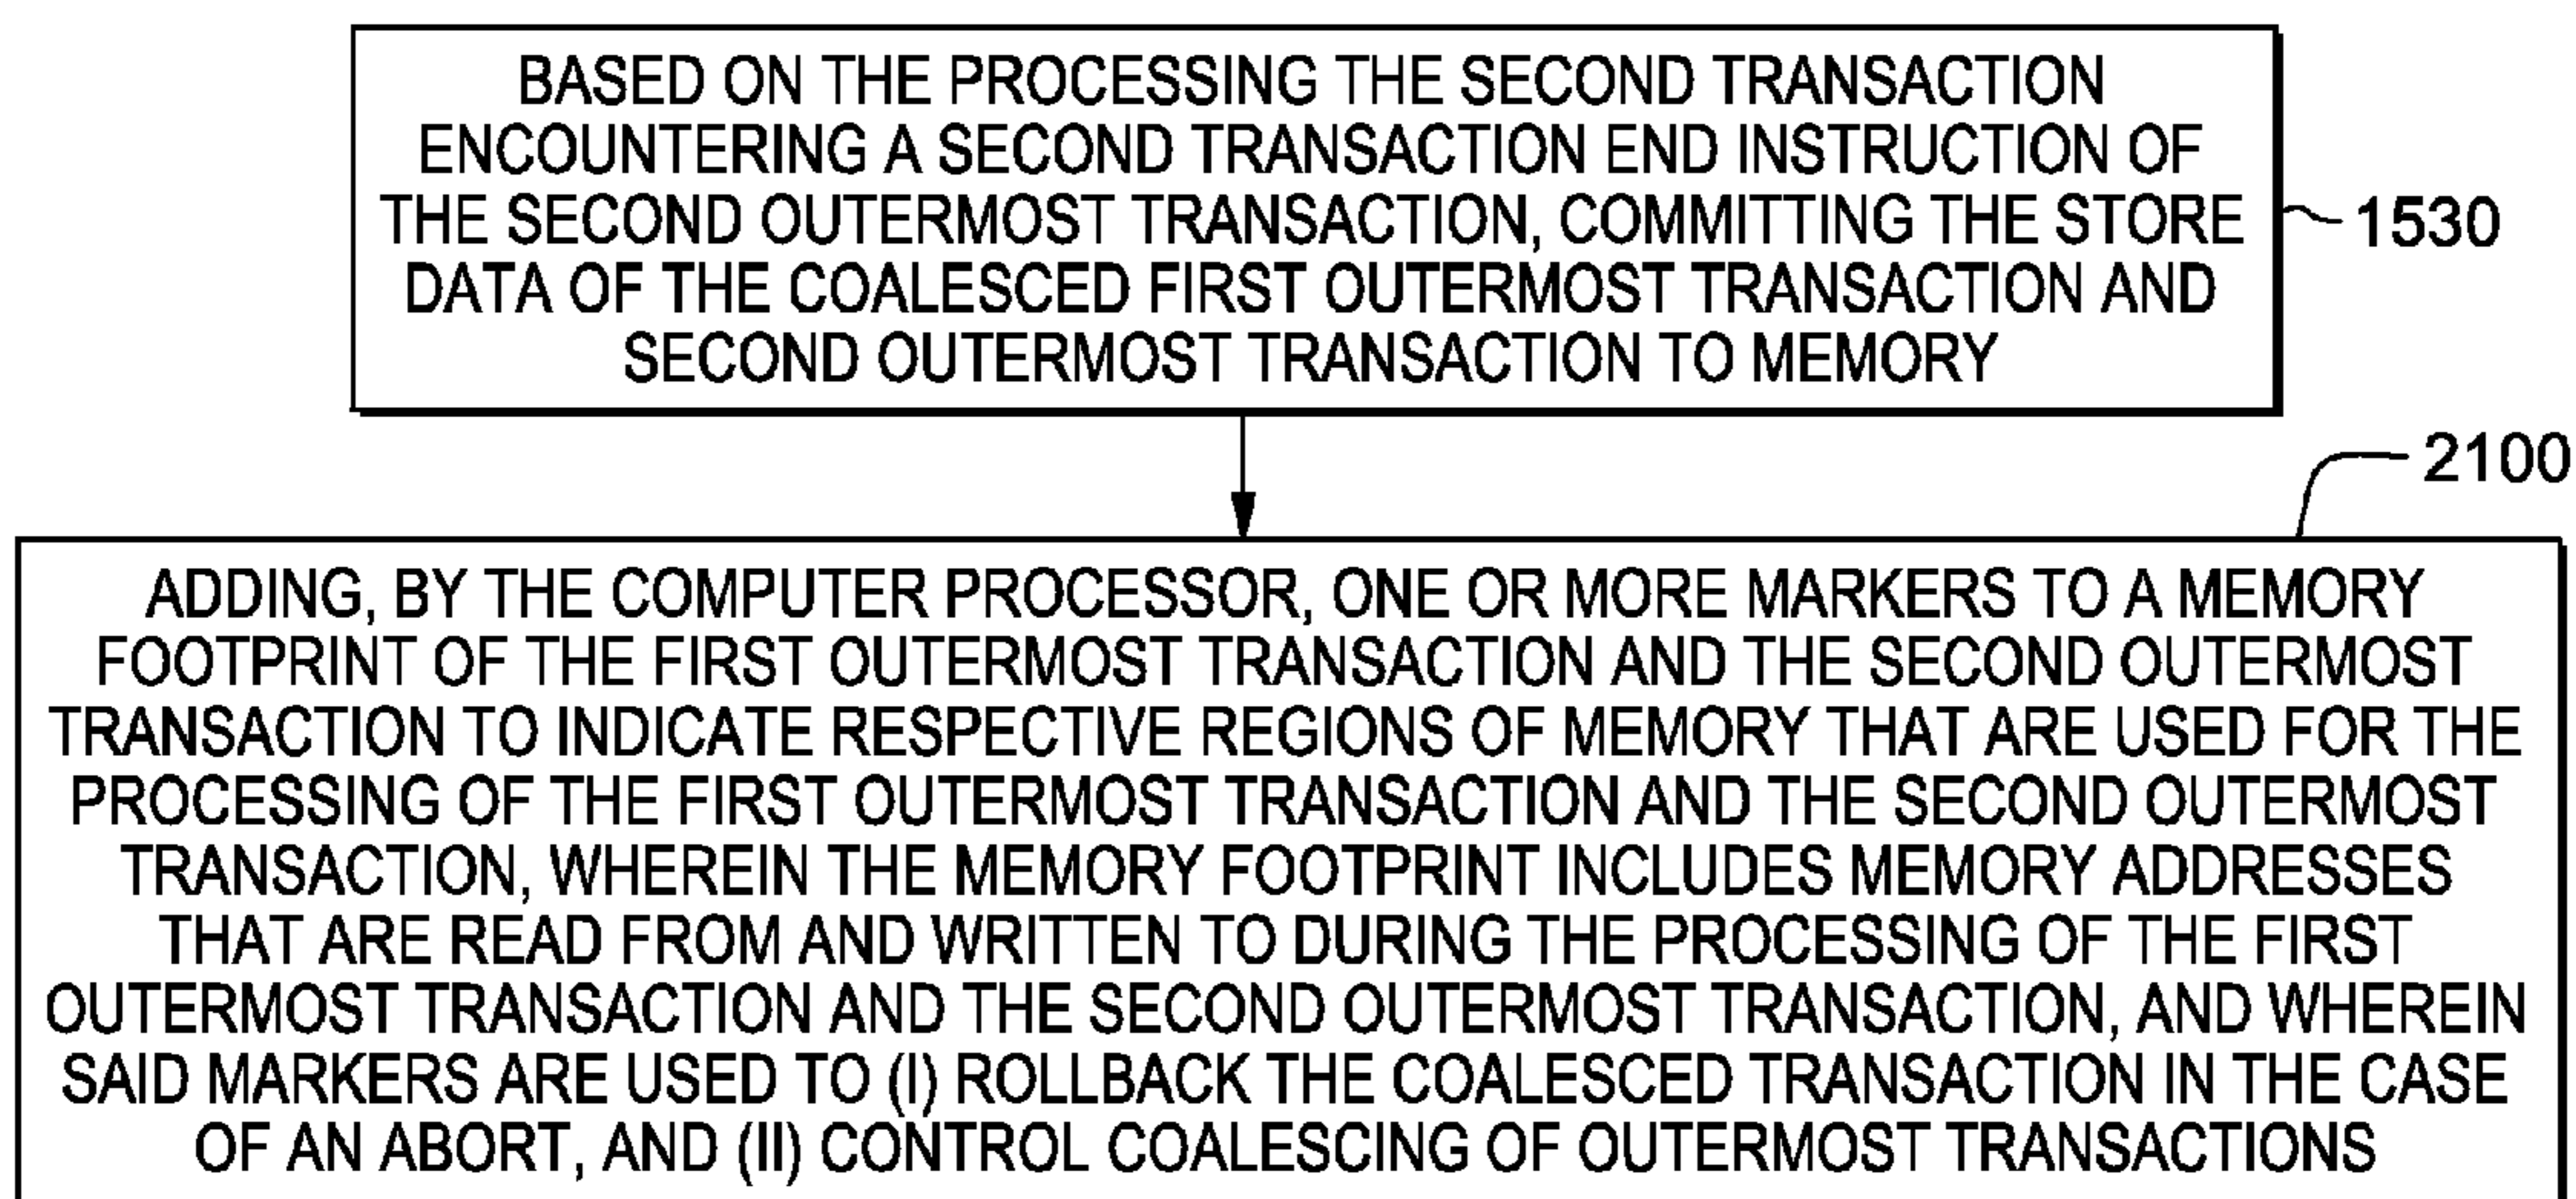 BASED ON THE PROCESSING THE SECOND TRANSACTION
ENCOUNTERING A SECOND TRANSACTION END INSTRUCTION OF
THE SECOND OUTERMOST TRANSACTION, COMMITTING THE STORE
DATA OF THE COALESCED FIRST OUTERMOST TRANSACTION AND
SECOND OUTERMOST TRANSACTION TO MEMORY
1530
2100
ADDING, BY THE COMPUTER PROCESSOR, ONE OR MORE MARKERS TO A MEMORY
FOOTPRINT OF THE FIRST OUTERMOST TRANSACTION AND THE SECOND OUTERMOST
TRANSACTION TO INDICATE RESPECTIVE REGIONS OF MEMORY THAT ARE USED FOR THE
PROCESSING OF THE FIRST OUTERMOST TRANSACTION AND THE SECOND OUTERMOST
TRANSACTION, WHEREIN THE MEMORY FOOTPRINT INCLUDES MEMORY ADDRESSES
THAT ARE READ FROM AND WRITTEN TO DURING THE PROCESSING OF THE FIRST
OUTERMOST TRANSACTION AND THE SECOND OUTERMOST TRANSACTION, AND WHEREIN
SAID MARKERS ARE USED TO (I) ROLLBACK THE COALESCED TRANSACTION IN THE CASE
OF AN ABORT, AND (II) CONTROL COALESCING OF OUTERMOST TRANSACTIONS